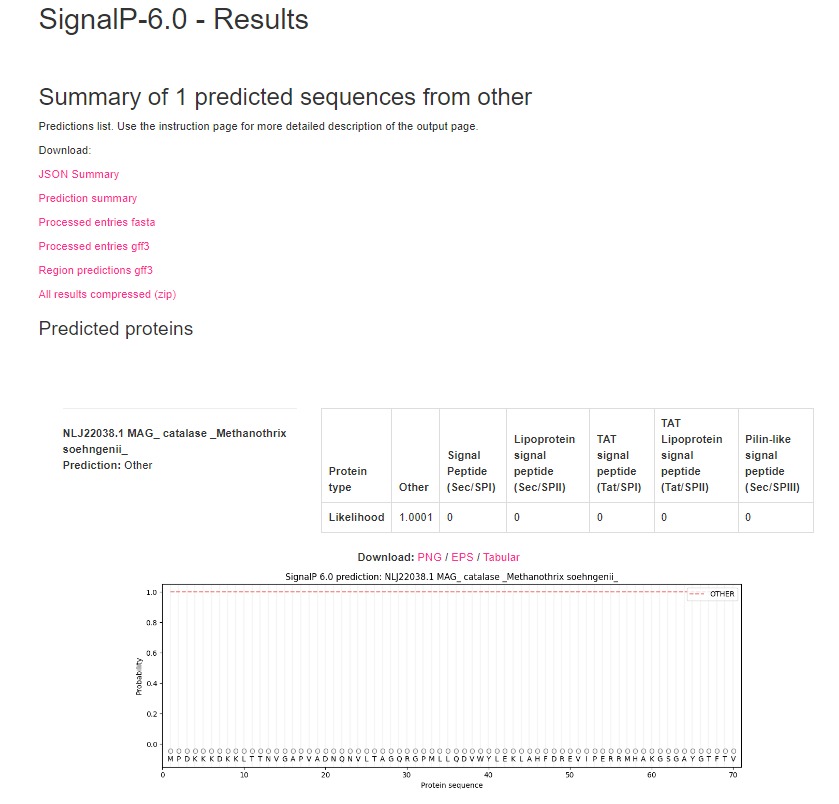 SignalP-6.0 - Results
Summary of 1 predicted sequences from other
Predictions list. Use the instruction page for more detailed description of the output page.
Download:
JSON Summary
Prediction summary
Processed entries fasta
Processed entries gff3
Region predictions gff3
All results compressed (zip)
Predicted proteins
NLJ22038.1 MAG_ catalase _Methanothrix
soehngenii_
Prediction: Other
Protein type Other Signal Peptide (Sec/SPI) Lipoprotein signal peptide (Sec/SPII) TAT signal peptide (Tat/SPI) TAT Lipoprotein signal peptide (Tat/SPII) Pilin-like signal peptide (Sec/SPIII)
Likelihood 1.0001 0 0 0 0 0
Download: PNG / EPS / Tabular
SignalP 6.0 prediction: NLJ22038.1 MAG_ catalase _Methanothrix soehngenii_
OTHER
1.0
0.8
0.6
0.4
0.2
0.0
Probability
O O O O O O O O O O O O O O O O O O O O O O O O O O O O O O O O O O O O O O O O O O O O O O O O O O O O O O O O O O O O O O O O O O O O O O
M P D K K K D K K L T T N V G A P V A D N Q N V L T A G Q R G P M L L Q D V W Y L E K L A H F D R E V I P E R R M H A K G S G A Y G T F T V
0 10 20 30 40 50 60 70
Protein sequence